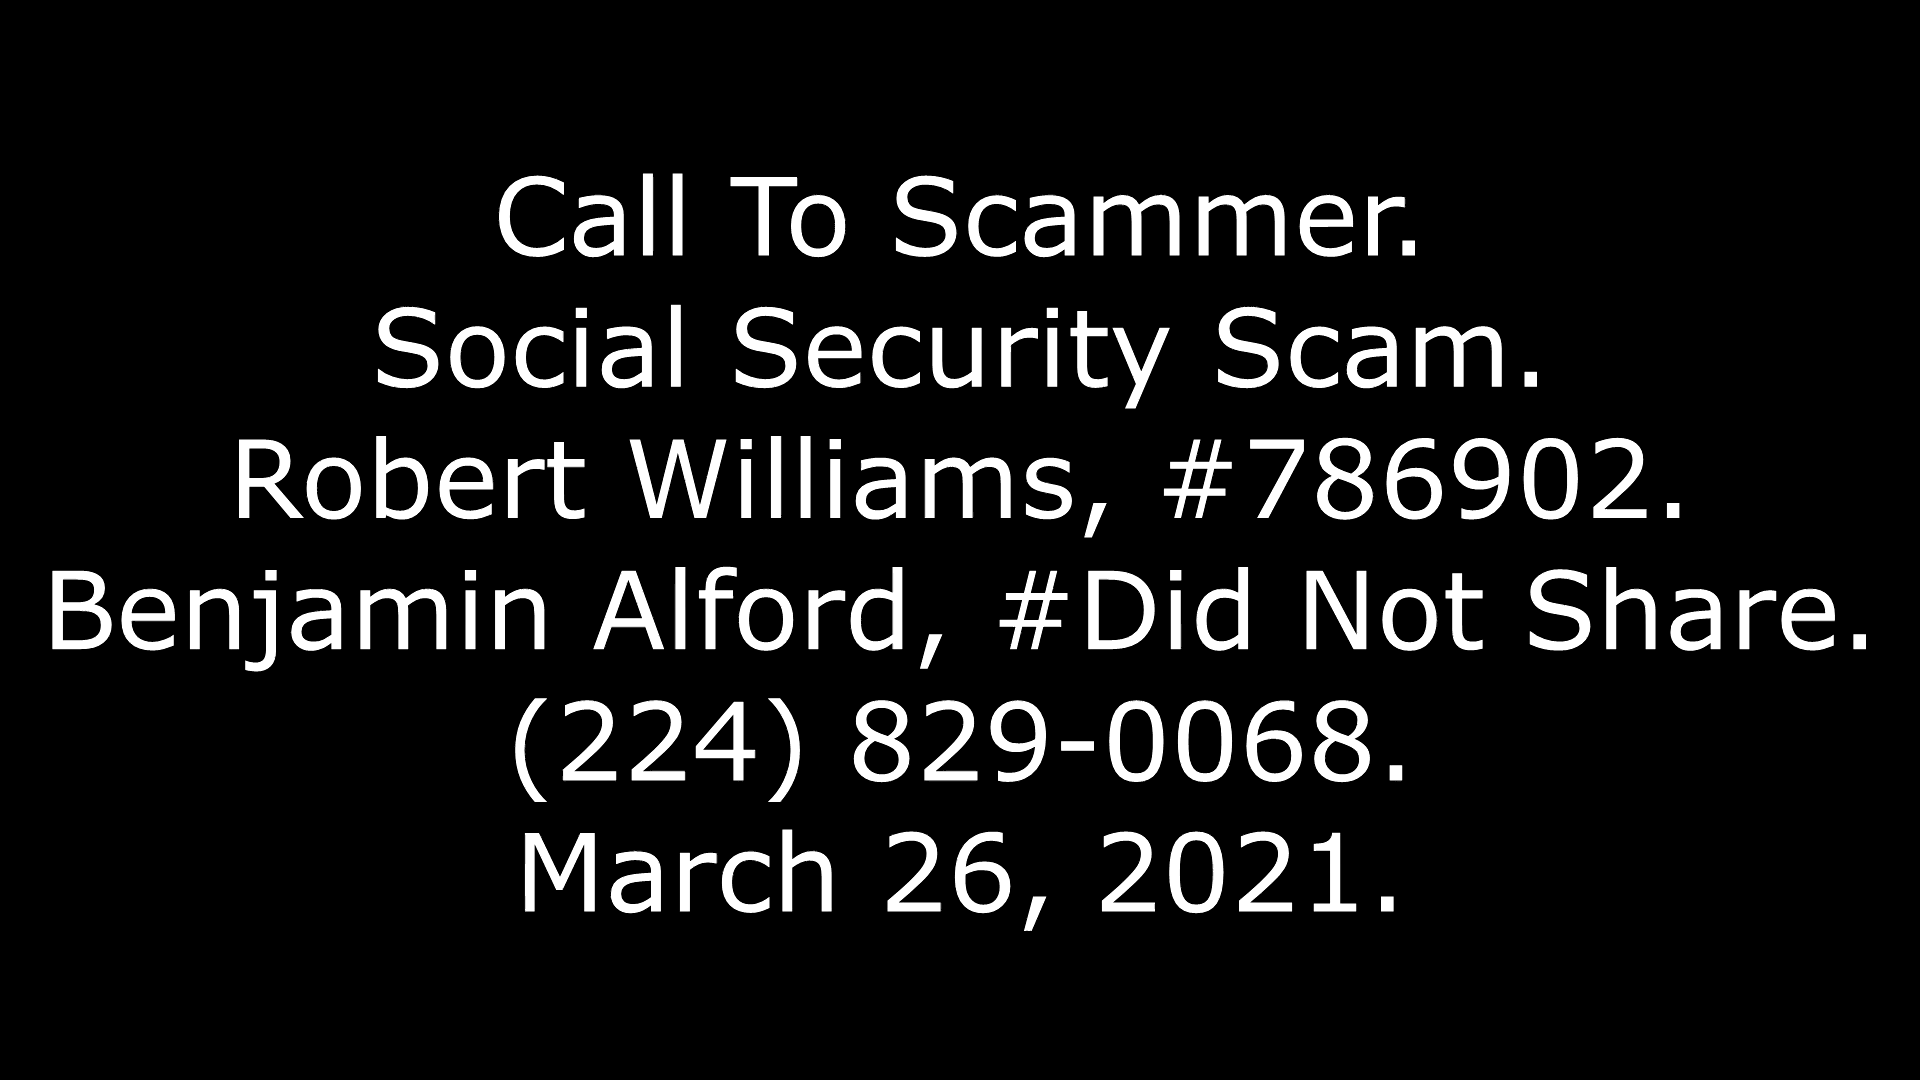 Call To Scammer.
Social Security Scam.
Robert Williams, #786902.
Benjamin Alford, #Did Not Share.
(224) 829-0068.
March 26, 2021.